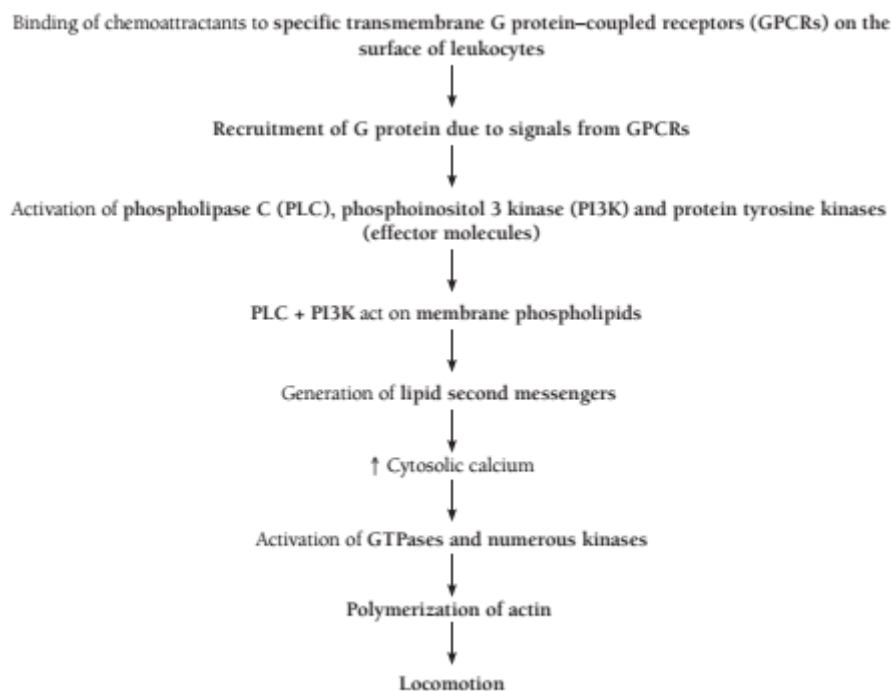 Binding of chemoattractants to specific transmembrane G protein–coupled receptors (GPCRs) on the
surface of leukocytes
Recruitment of G protein due to signals from GPCRs
Activation of phospholipase C (PLC), phosphoinositol 3 kinase (PI3K) and protein tyrosine kinases
(effector molecules)
PLC + PI3K act on membrane phospholipids
Generation of lipid second messengers
↑ Cytosolic calcium
Activation of GTPases and numerous kinases
Polymerization of actin
Locomotion